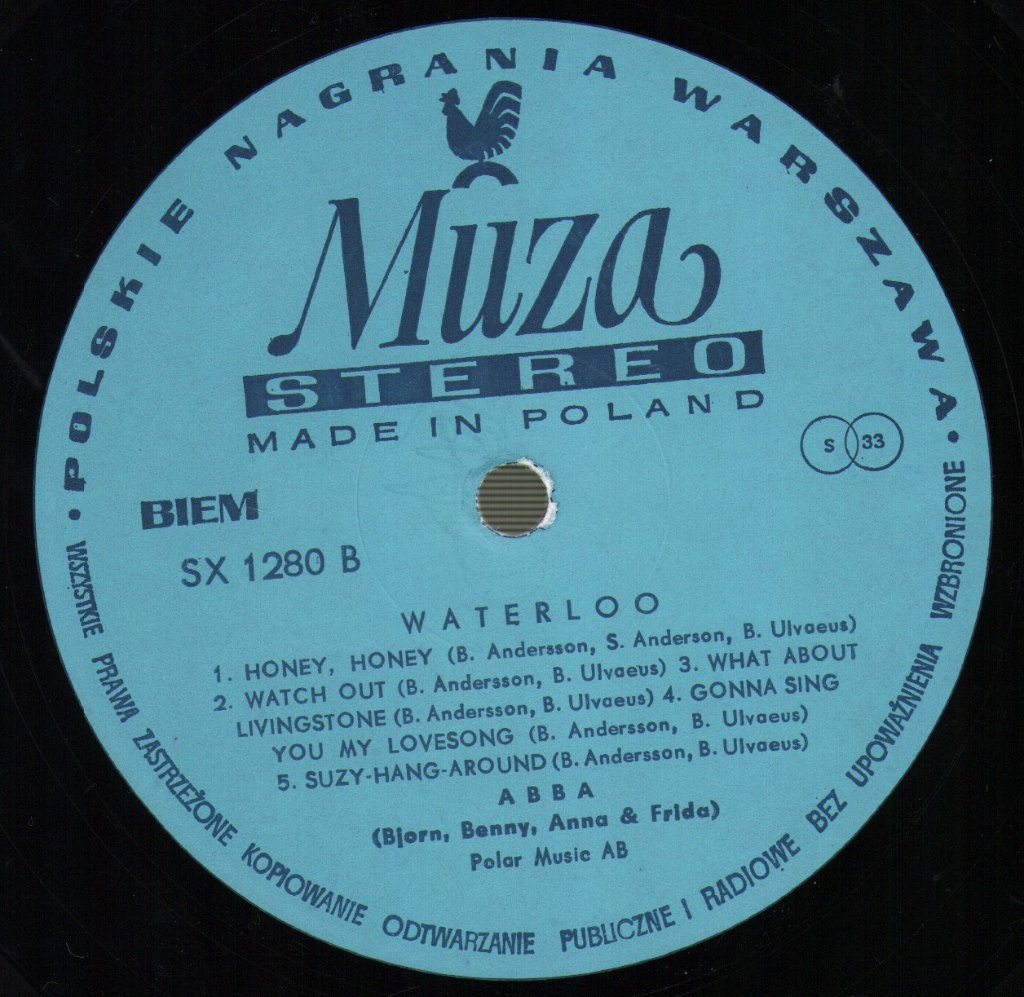 • POLSKIE NAGRANIA WARSZAWA •
Muza
STEREO
MADE IN POLAND
S 33
BIEM
SX 1280 B
WATERLOO
1. HONEY, HONEY (B. Andersson, S. Anderson, B. Ulvaeus)
2. WATCH OUT (B. Andersson, B. Ulvaeus) 3. WHAT ABOUT
LIVINGSTONE (B. Andersson, B. Ulvaeus) 4. GONNA SING
YOU MY LOVESONG (B. Andersson, B. Ulvaeus)
5. SUZY-HANG-AROUND (B. Andersson, B. Ulvaeus)
ABBA
(Bjorn, Benny, Anna & Frida)
Polar Music AB
WSZYSTKIE PRAWA ZASTRZEŻONE KOPIOWANIE ODTWARZANIE PUBLICZNE I RADIOWE BEZ UPOWAŻNIENIA WZBRONIONE